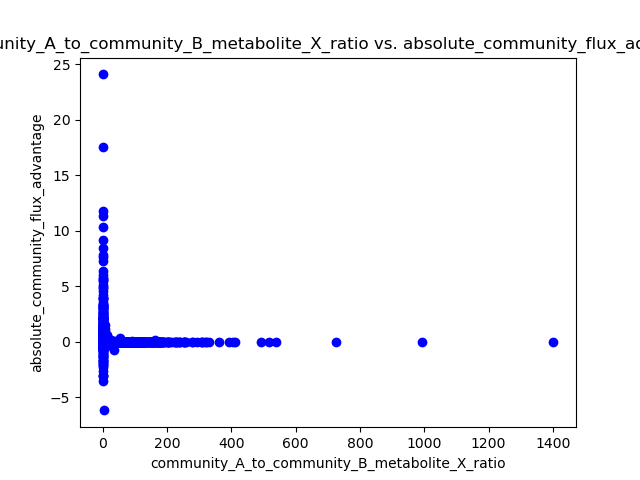 unity_A_to_community_B_metabolite_X_ratio vs. absolute_community_flux_ad
25
20
15
10
5
0
−5
absolute_community_flux_advantage
0 200 400 600 800 1000 1200 1400
community_A_to_community_B_metabolite_X_ratio